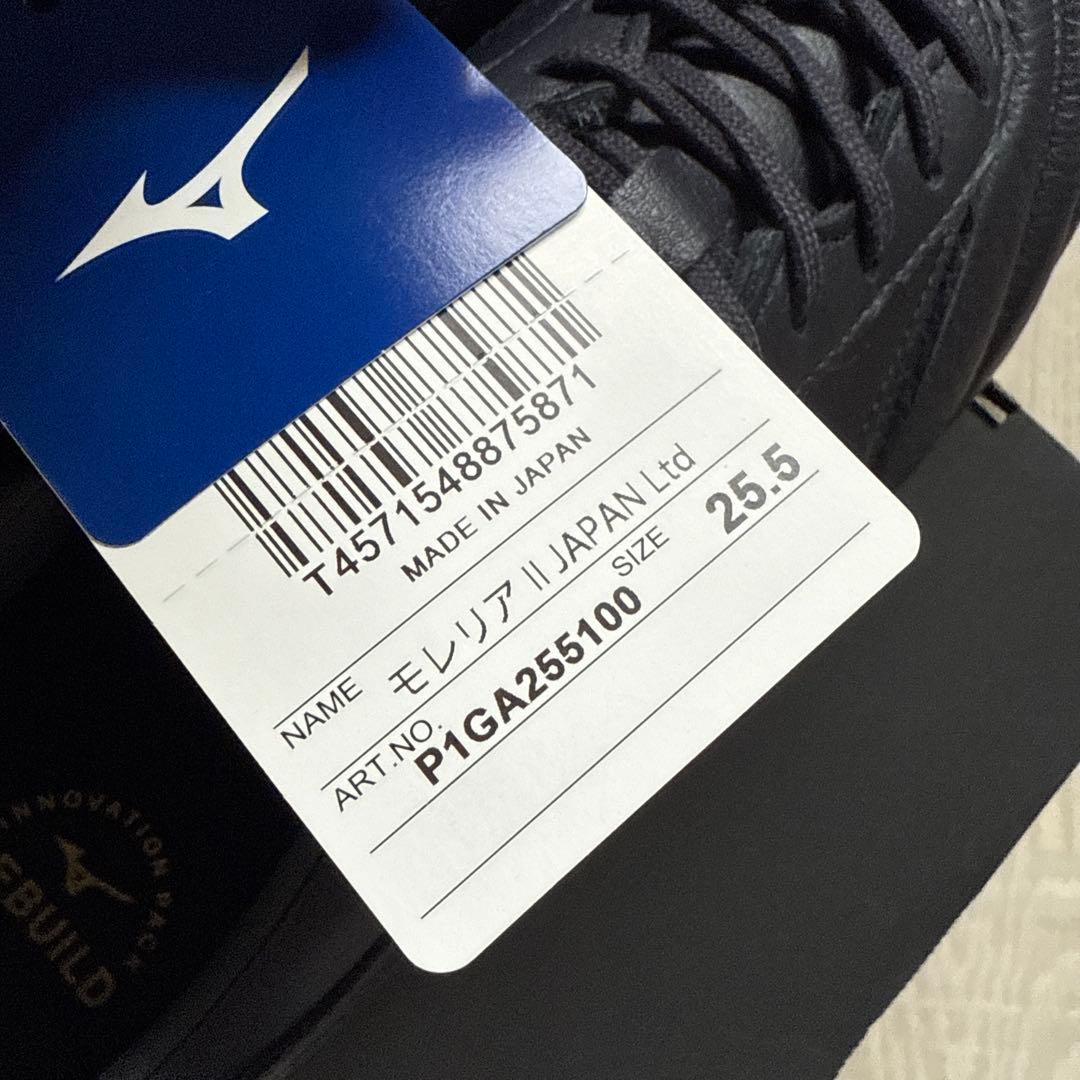 T4571548875871
MADE IN JAPAN
NAME モレリア II JAPAN Ltd
ART.NO. SIZE 25.5
P1GA255100
INNOVATION PACK
EBUILD